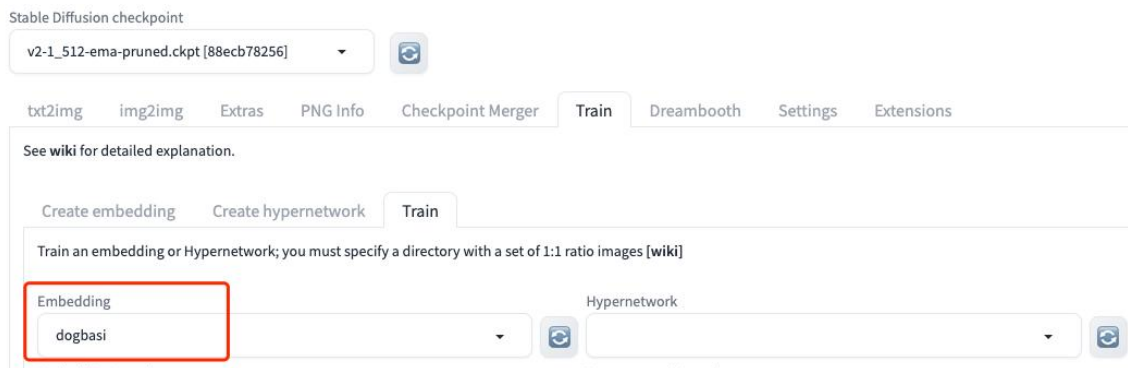 Stable Diffusion checkpoint
v2-1_512-ema-pruned.ckpt [88ecb78256]
txt2img img2img Extras PNG Info Checkpoint Merger Train Dreambooth Settings Extensions
See wiki for detailed explanation.
Create embedding Create hypernetwork Train
Train an embedding or Hypernetwork; you must specify a directory with a set of 1:1 ratio images [wiki]
Embedding Hypernetwork
dogbasi